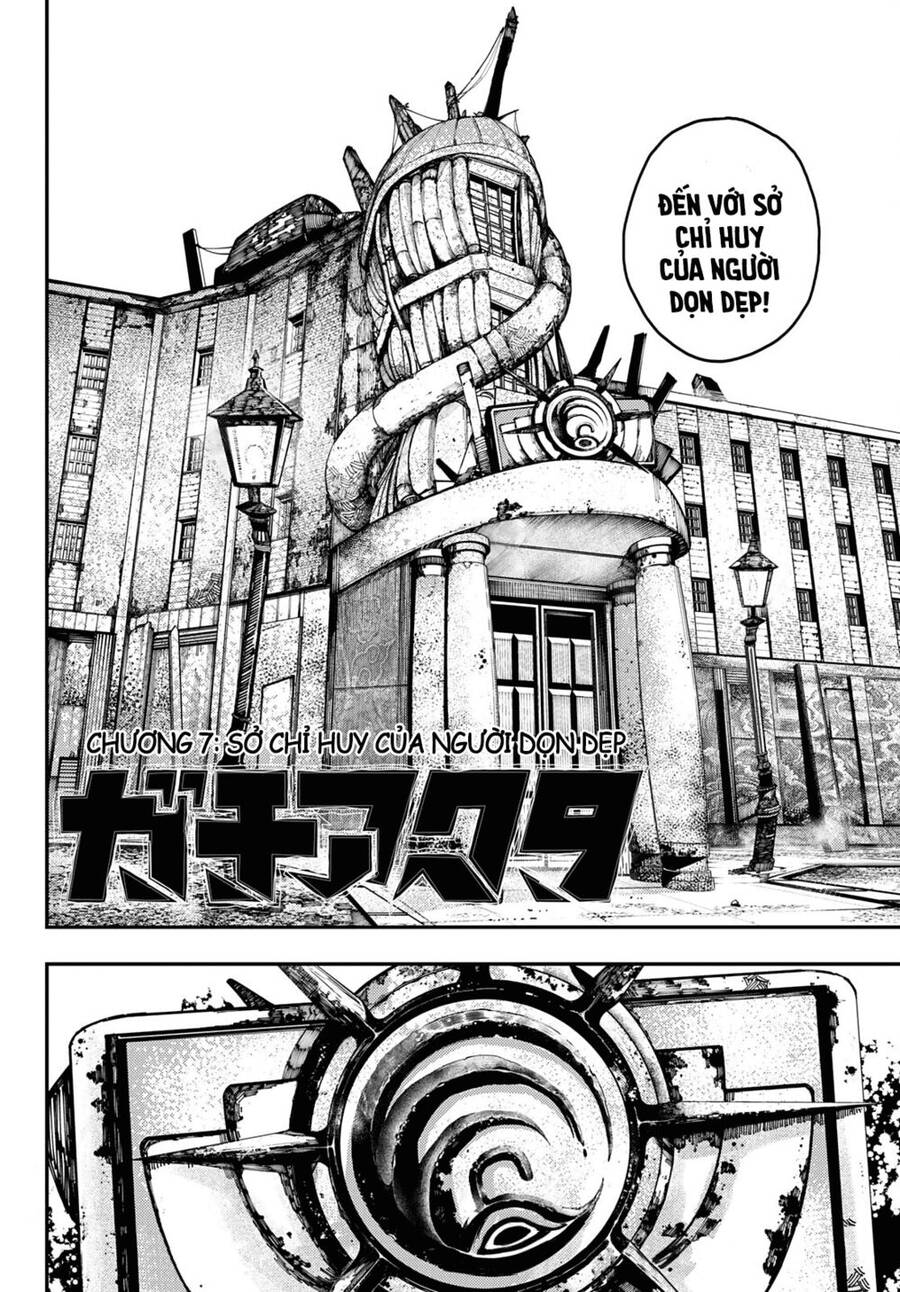 ĐẾN VỚI SỞ
CHỈ HUY
CỦA NGƯỜI
DỌN DẸP!
CHƯƠNG 7: SỞ CHỈ HUY CỦA NGƯỜI DỌN DẸP
ガチアクタ